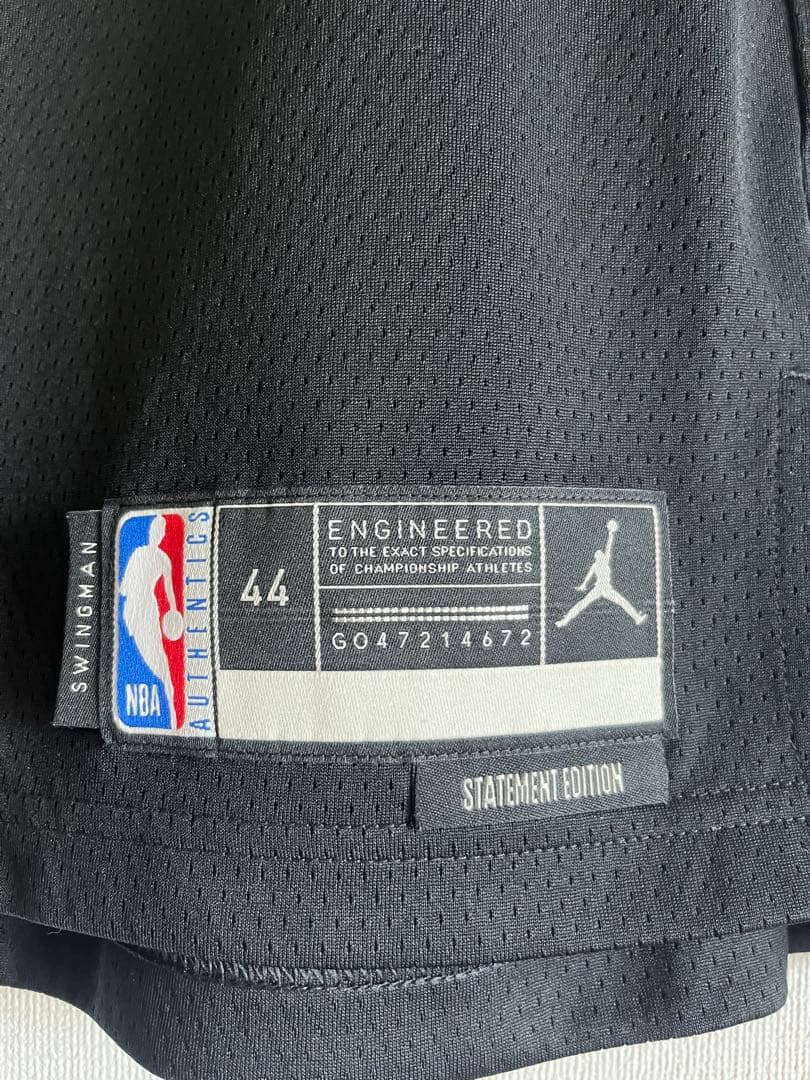 SWINGMAN
NBA
AUTHENTICS
44
ENGINEERED
TO THE EXACT SPECIFICATIONS
OF CHAMPIONSHIP ATHLETES
GO47214672
STATEMENT EDITION